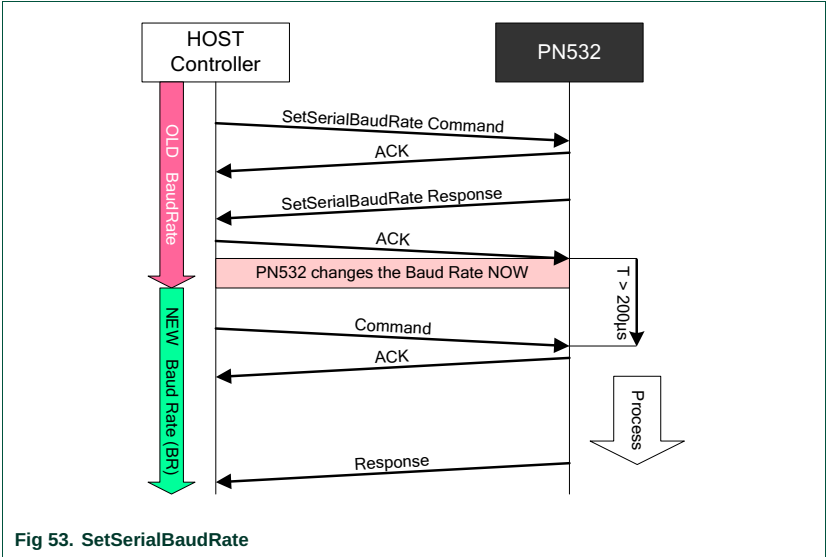 HOST
Controller
PN532
OLD BaudRate
SetSerialBaudRate Command
ACK
SetSerialBaudRate Response
ACK
PN532 changes the Baud Rate NOW
T > 200µs
NEW Baud Rate (BR)
Command
ACK
Process
Response
Fig 53. SetSerialBaudRate